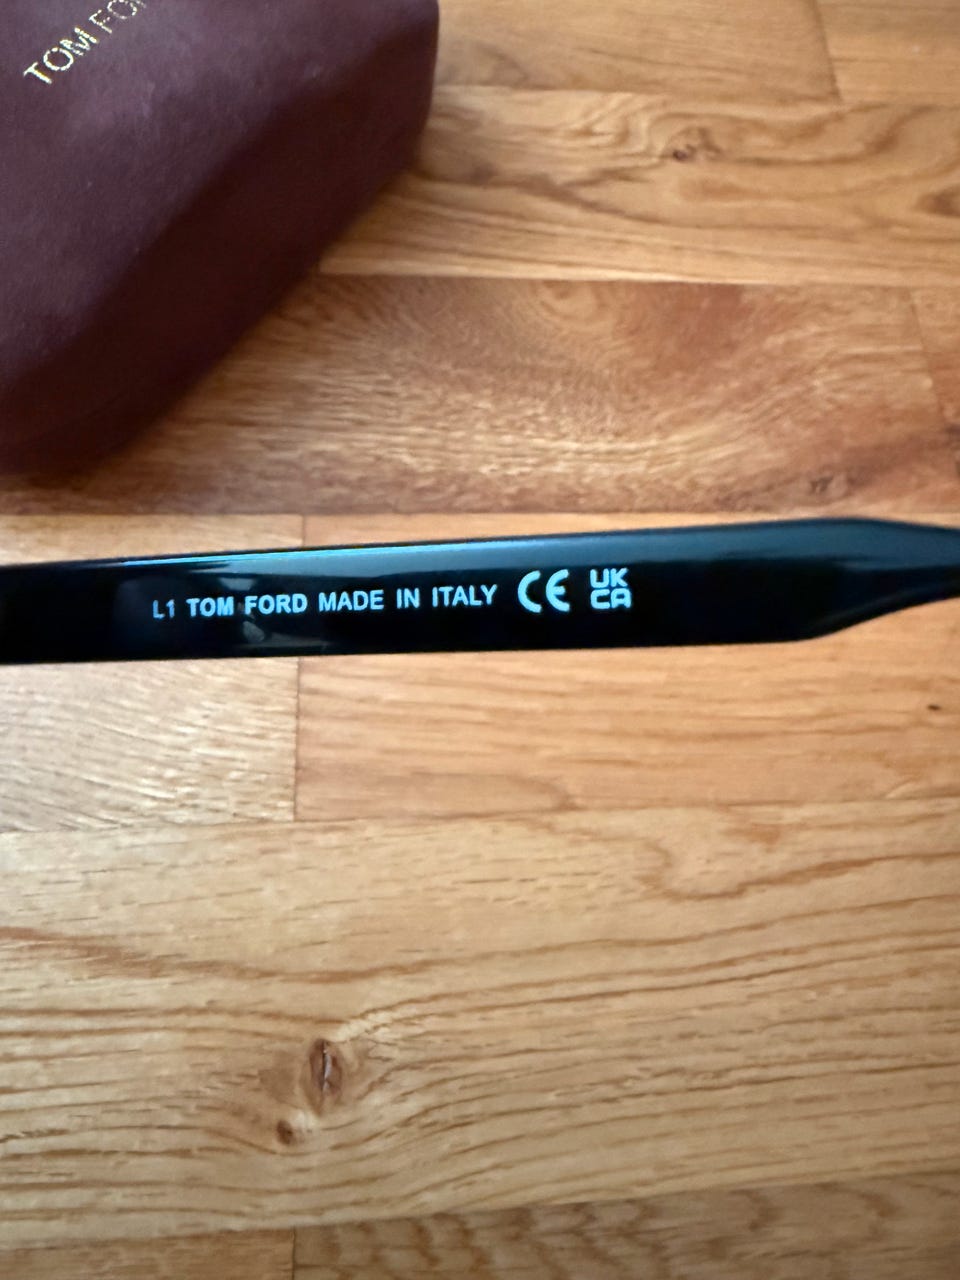 TOM FO
L1 TOM FORD MADE IN ITALY CE UK
CA